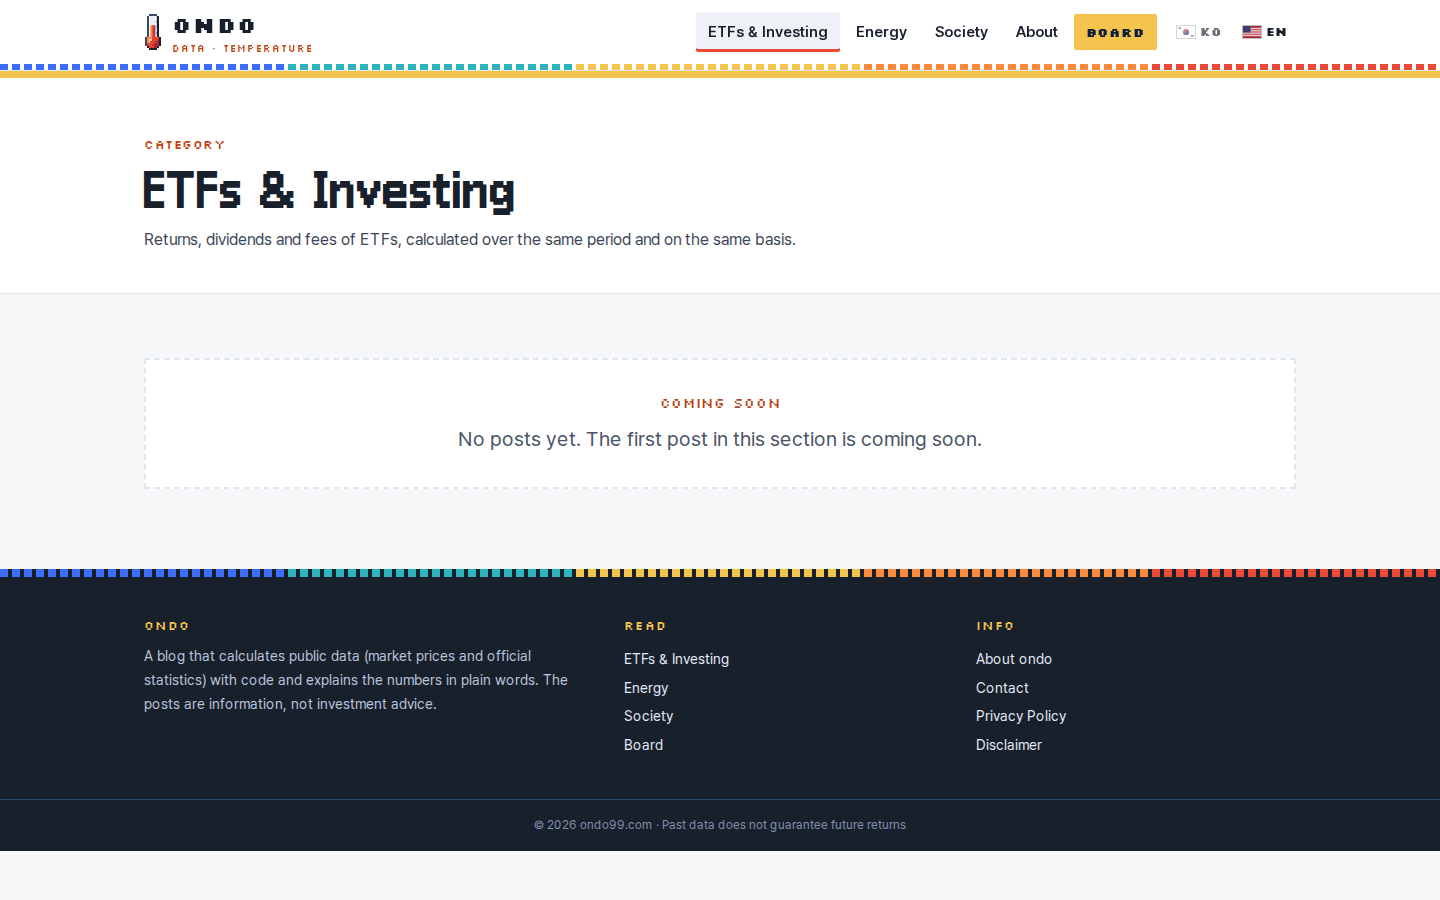 ONDO
DATA · TEMPERATURE
ETFs & Investing
Energy
Society
About
BOARD
KO
EN
CATEGORY
ETFs & Investing
Returns, dividends and fees of ETFs, calculated over the same period and on the same basis.
COMING SOON
No posts yet. The first post in this section is coming soon.
ONDO
A blog that calculates public data (market prices and official
statistics) with code and explains the numbers in plain words. The
posts are information, not investment advice.
READ
ETFs & Investing
Energy
Society
Board
INFO
About ondo
Contact
Privacy Policy
Disclaimer
© 2026 ondo99.com · Past data does not guarantee future returns